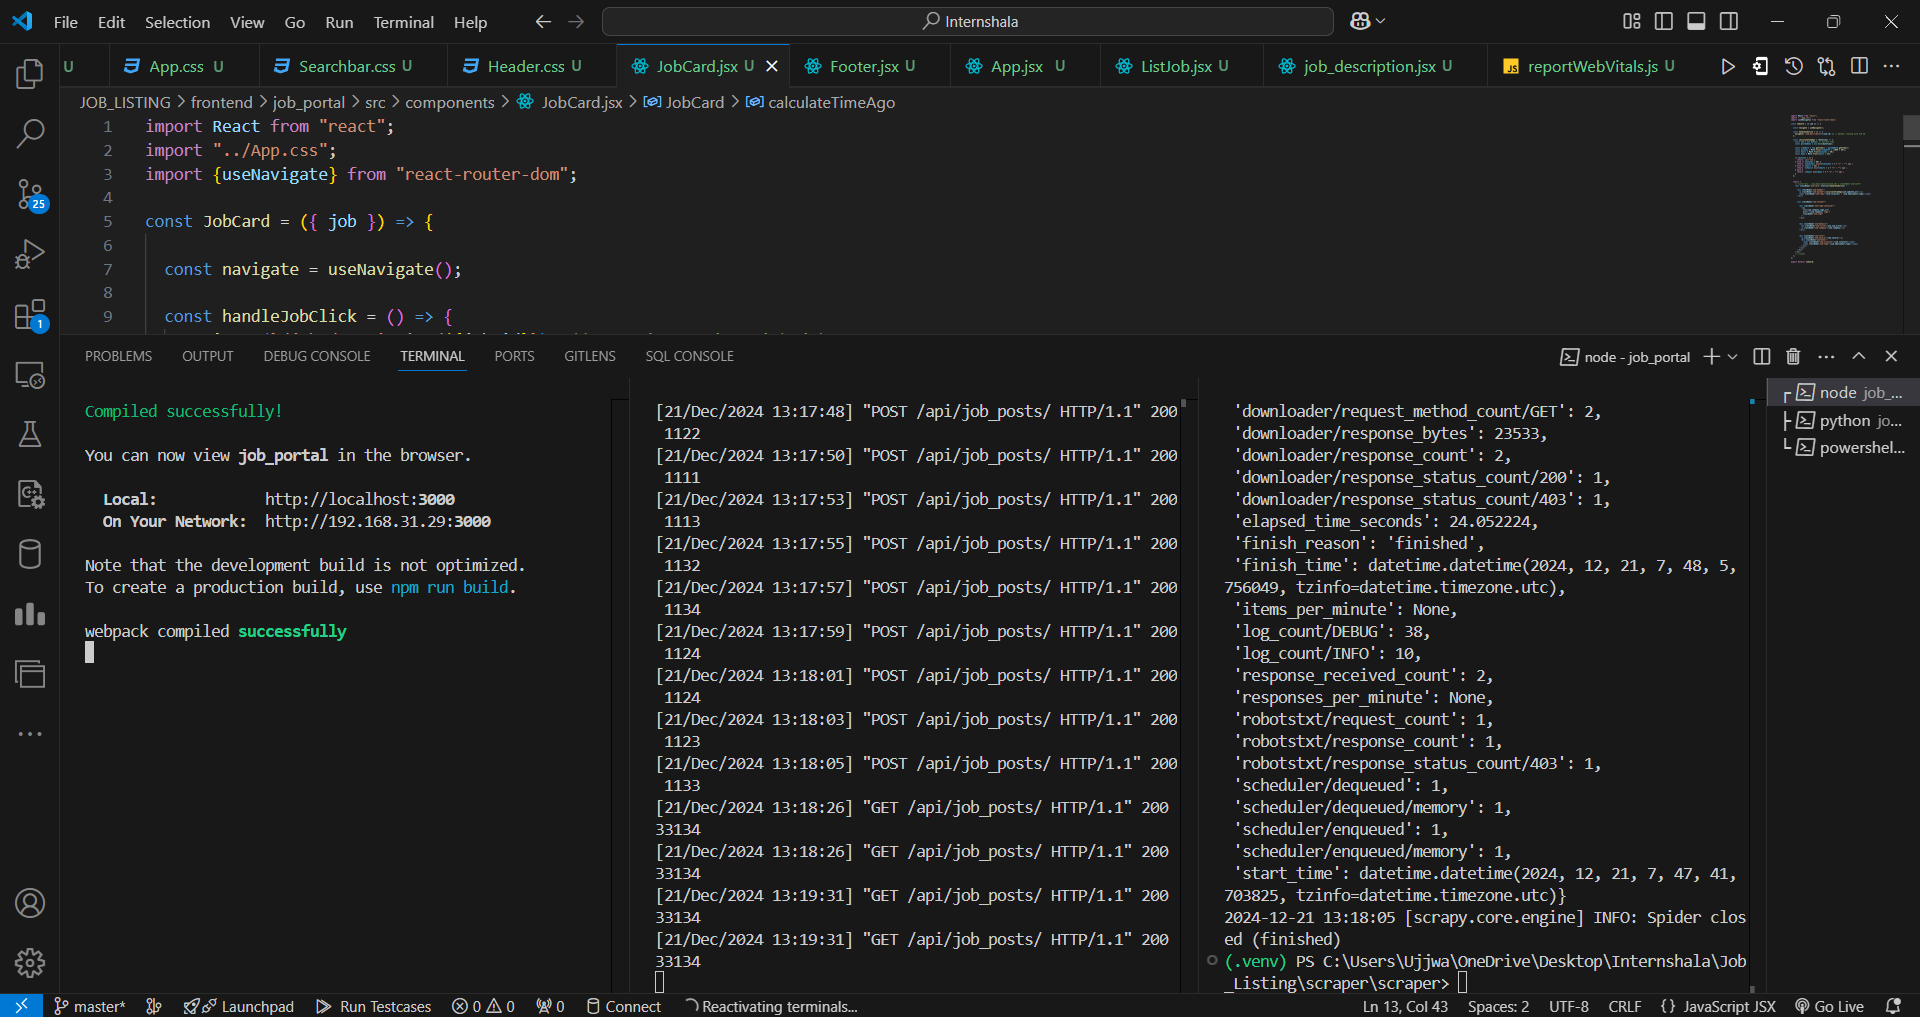 File Edit Selection View Go Run Terminal Help Internshala
U App.css U Searchbar.css U Header.css U JobCard.jsx U Footer.jsx U App.jsx U ListJob.jsx U job_description.jsx U JS reportWebVitals.js U
JOB_LISTING > frontend > job_portal > src > components > JobCard.jsx > JobCard > calculateTimeAgo
1 import React from "react";
2 import "../App.css";
3 import {useNavigate} from "react-router-dom";
4
5 const JobCard = ({ job }) => {
6
7 const navigate = useNavigate();
8
9 const handleJobClick = () => {
25
1
PROBLEMS OUTPUT DEBUG CONSOLE TERMINAL PORTS GITLENS SQL CONSOLE node - job_portal
Compiled successfully!
You can now view job_portal in the browser.
Local: http://localhost:3000
On Your Network: http://192.168.31.29:3000
Note that the development build is not optimized.
To create a production build, use npm run build.
webpack compiled successfully
[21/Dec/2024 13:17:48] "POST /api/job_posts/ HTTP/1.1" 200
1122
[21/Dec/2024 13:17:50] "POST /api/job_posts/ HTTP/1.1" 200
1111
[21/Dec/2024 13:17:53] "POST /api/job_posts/ HTTP/1.1" 200
1113
[21/Dec/2024 13:17:55] "POST /api/job_posts/ HTTP/1.1" 200
1132
[21/Dec/2024 13:17:57] "POST /api/job_posts/ HTTP/1.1" 200
1134
[21/Dec/2024 13:17:59] "POST /api/job_posts/ HTTP/1.1" 200
1124
[21/Dec/2024 13:18:01] "POST /api/job_posts/ HTTP/1.1" 200
1124
[21/Dec/2024 13:18:03] "POST /api/job_posts/ HTTP/1.1" 200
1123
[21/Dec/2024 13:18:05] "POST /api/job_posts/ HTTP/1.1" 200
1133
[21/Dec/2024 13:18:26] "GET /api/job_posts/ HTTP/1.1" 200
33134
[21/Dec/2024 13:18:26] "GET /api/job_posts/ HTTP/1.1" 200
33134
[21/Dec/2024 13:19:31] "GET /api/job_posts/ HTTP/1.1" 200
33134
[21/Dec/2024 13:19:31] "GET /api/job_posts/ HTTP/1.1" 200
33134
'downloader/request_method_count/GET': 2,
'downloader/response_bytes': 23533,
'downloader/response_count': 2,
'downloader/response_status_count/200': 1,
'downloader/response_status_count/403': 1,
'elapsed_time_seconds': 24.052224,
'finish_reason': 'finished',
'finish_time': datetime.datetime(2024, 12, 21, 7, 48, 5,
756049, tzinfo=datetime.timezone.utc),
'items_per_minute': None,
'log_count/DEBUG': 38,
'log_count/INFO': 10,
'response_received_count': 2,
'responses_per_minute': None,
'robotstxt/request_count': 1,
'robotstxt/response_count': 1,
'robotstxt/response_status_count/403': 1,
'scheduler/dequeued': 1,
'scheduler/dequeued/memory': 1,
'scheduler/enqueued': 1,
'scheduler/enqueued/memory': 1,
'start_time': datetime.datetime(2024, 12, 21, 7, 47, 41,
703825, tzinfo=datetime.timezone.utc)}
2024-12-21 13:18:05 [scrapy.core.engine] INFO: Spider clos
ed (finished)
(.venv) PS C:\Users\Ujjwa\OneDrive\Desktop\Internshala\Job
_Listing\scraper\scraper>
node job_...
python jo...
powershel...
master* Launchpad Run Testcases 0 0 0 Connect Reactivating terminals... Ln 13, Col 43 Spaces: 2 UTF-8 CRLF {} JavaScript JSX Go Live